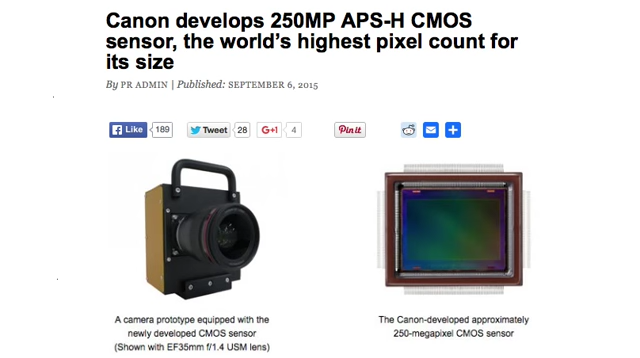 Canon develops 250MP APS-H CMOS
sensor, the world's highest pixel count for
its size
By PR ADMIN | Published: SEPTEMBER 6, 2015
Like 189 Tweet 28 G+1 4 Pin it
A camera prototype equipped with the
newly developed CMOS sensor
(Shown with EF35mm f/1.4 USM lens)
The Canon-developed approximately
250-megapixel CMOS sensor